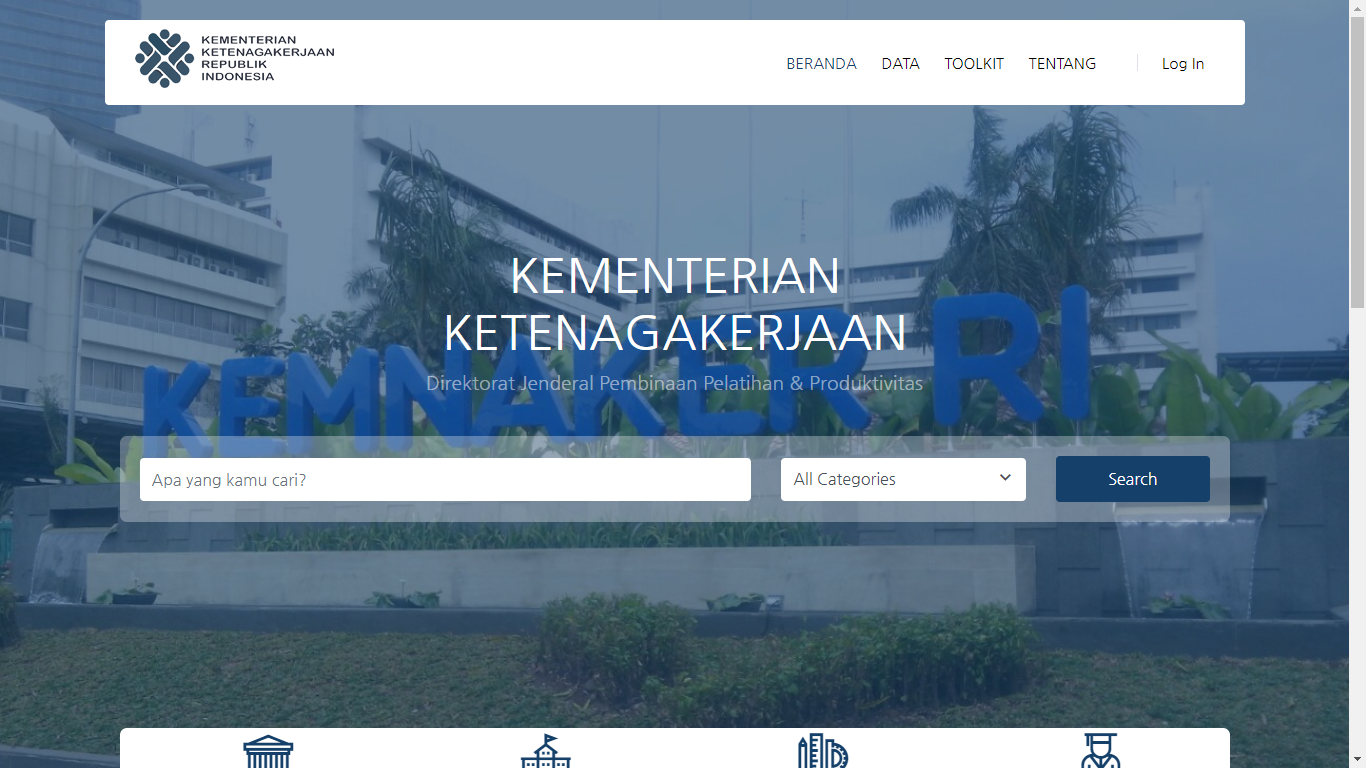 KEMENTERIAN
KETENAGAKERJAAN
REPUBLIK
INDONESIA
BERANDA
DATA
TOOLKIT
TENTANG
Log In
KEMENTERIAN
KETENAGAKERJAAN
KEMNAKER RI
Direktorat Jenderal Pembinaan Pelatihan & Produktivitas
Apa yang kamu cari?
All Categories
Search